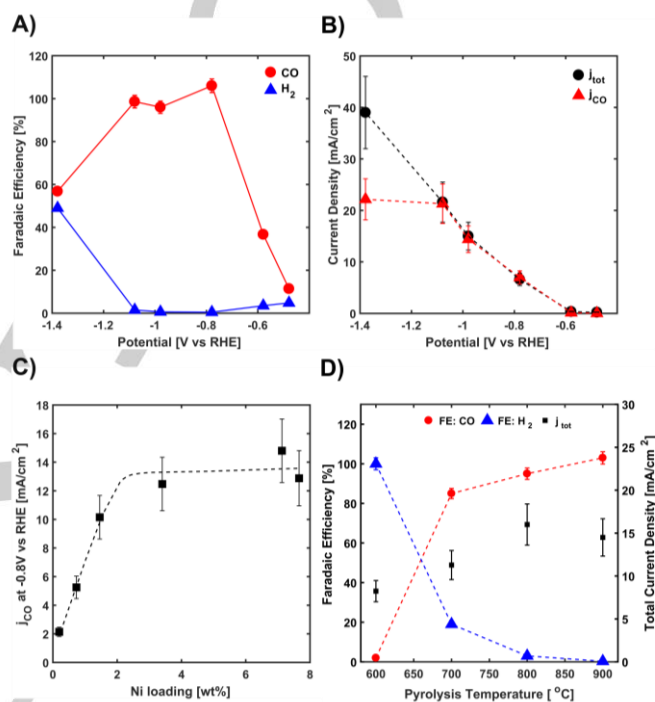 A)
120
100
80
60
40
20
0
-1.4
-1.2
-1
-0.8
-0.6
Faradaic Efficiency [%]
Potential [V vs RHE]
CO
H2
B)
50
40
30
20
10
0
-1.4
-1.2
-1
-0.8
-0.6
Current Density [mA/cm2]
Potential [V vs RHE]
jtot
jCO
C)
18
16
14
12
10
8
6
4
2
0
0
2
4
6
8
jCO at -0.8V vs RHE [mA/cm2]
Ni loading [wt%]
D)
FE: CO
FE: H2
jtot
120
100
80
60
40
20
0
30
25
20
15
10
5
0
600
700
800
900
Faradaic Efficiency [%]
Total Current Density [mA/cm2]
Pyrolysis Temperature [ °C]